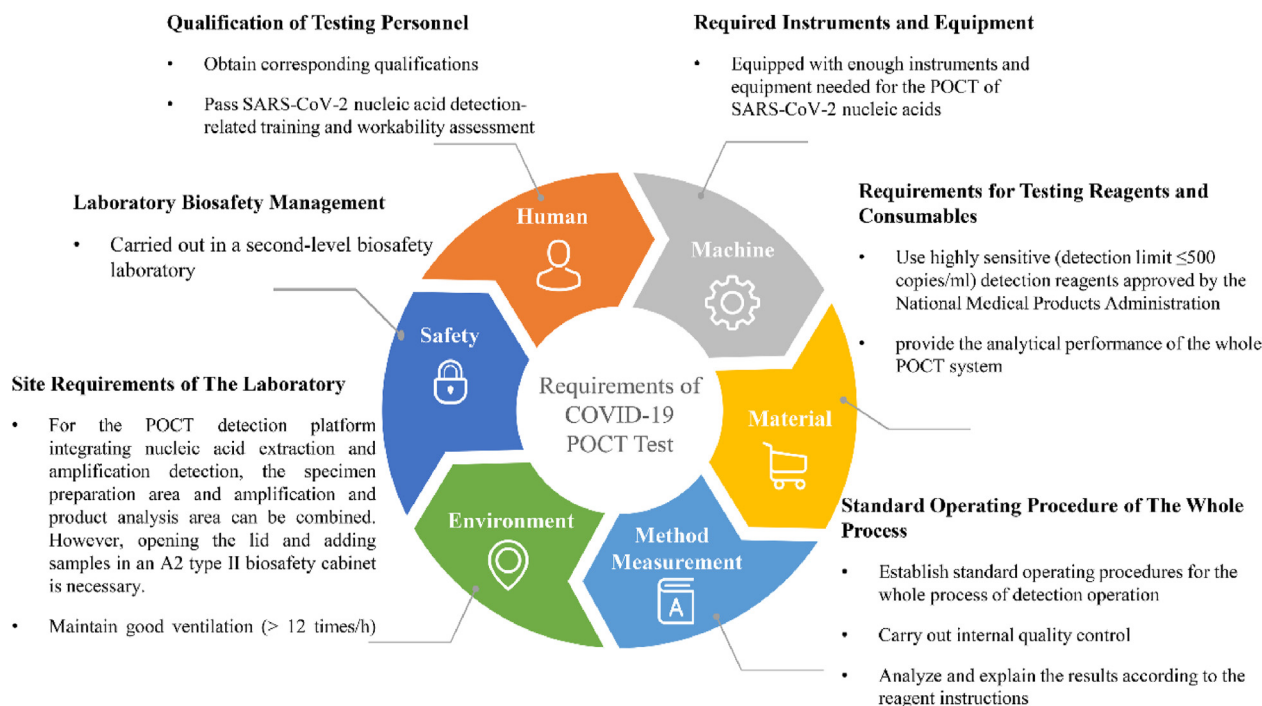 Qualification of Testing Personnel
• Obtain corresponding qualifications
• Pass SARS-CoV-2 nucleic acid detection-
related training and workability assessment
Required Instruments and Equipment
• Equipped with enough instruments and
equipment needed for the POCT of
SARS-CoV-2 nucleic acids
Laboratory Biosafety Management
• Carried out in a second-level biosafety
laboratory
Requirements for Testing Reagents and
Consumables
• Use highly sensitive (detection limit ≤500
copies/ml) detection reagents approved by the
National Medical Products Administration
• provide the analytical performance of the whole
POCT system
Site Requirements of The Laboratory
• For the POCT detection platform
integrating nucleic acid extraction and
amplification detection, the specimen
preparation area and amplification and
product analysis area can be combined.
However, opening the lid and adding
samples in an A2 type II biosafety cabinet
is necessary.
• Maintain good ventilation (> 12 times/h)
Standard Operating Procedure of The Whole
Process
• Establish standard operating procedures for the
whole process of detection operation
• Carry out internal quality control
• Analyze and explain the results according to the
reagent instructions
Human
Machine
Material
Method
Measurement
A
Environment
Safety
Requirements of
COVID-19
POCT Test